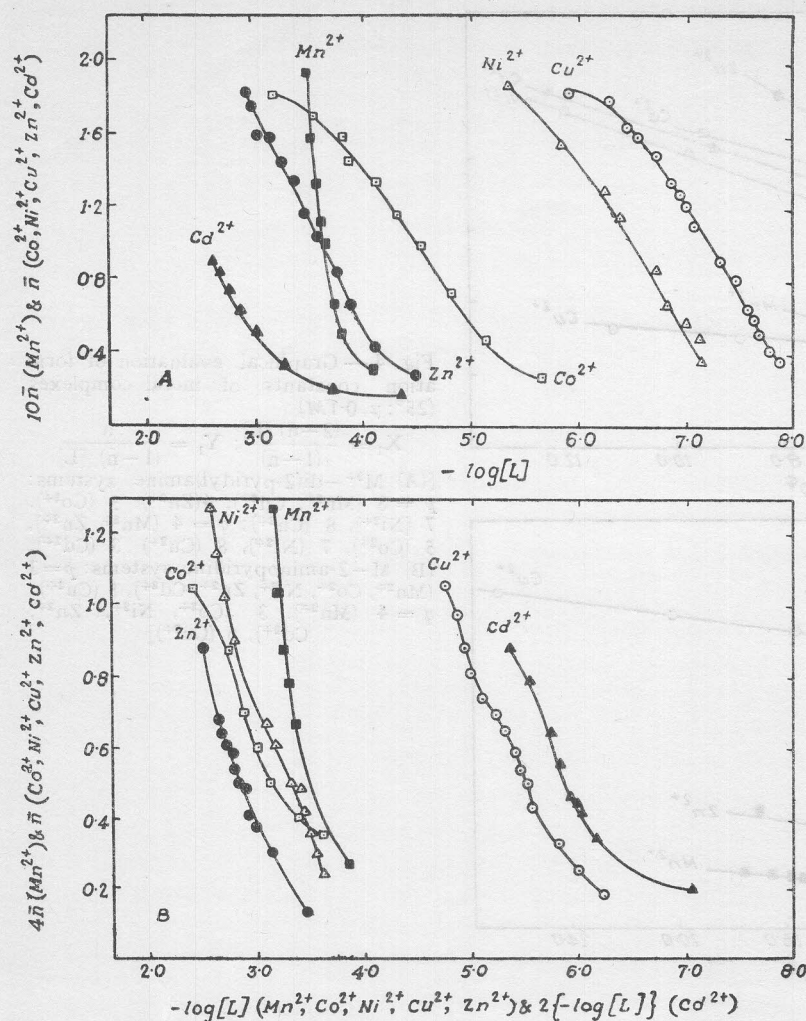 10n̄ (Mn²⁺) & n̄ (Co²⁺, Ni²⁺, Cu²⁺, Zn²⁺, Cd²⁺)
2·0
1·6
1·2
0·8
0·4
Mn²⁺
Ni²⁺
Cu²⁺
Cd²⁺
Zn²⁺
Co²⁺
A
2·0
3·0
4·0
5·0
6·0
7·0
8·0
- log[L]
4n̄ (Mn²⁺) & n̄ (Co²⁺, Ni²⁺, Cu²⁺, Zn²⁺, Cd²⁺)
1·2
1·0
0·8
0·6
0·4
0·2
Ni²⁺
Mn²⁺
Co²⁺
Zn²⁺
Cu²⁺
Cd²⁺
B
2·0
3·0
4·0
5·0
6·0
7·0
8·0
-log[L] (Mn²⁺, Co²⁺, Ni²⁺, Cu²⁺, Zn²⁺) & 2{-log[L]} (Cd²⁺)